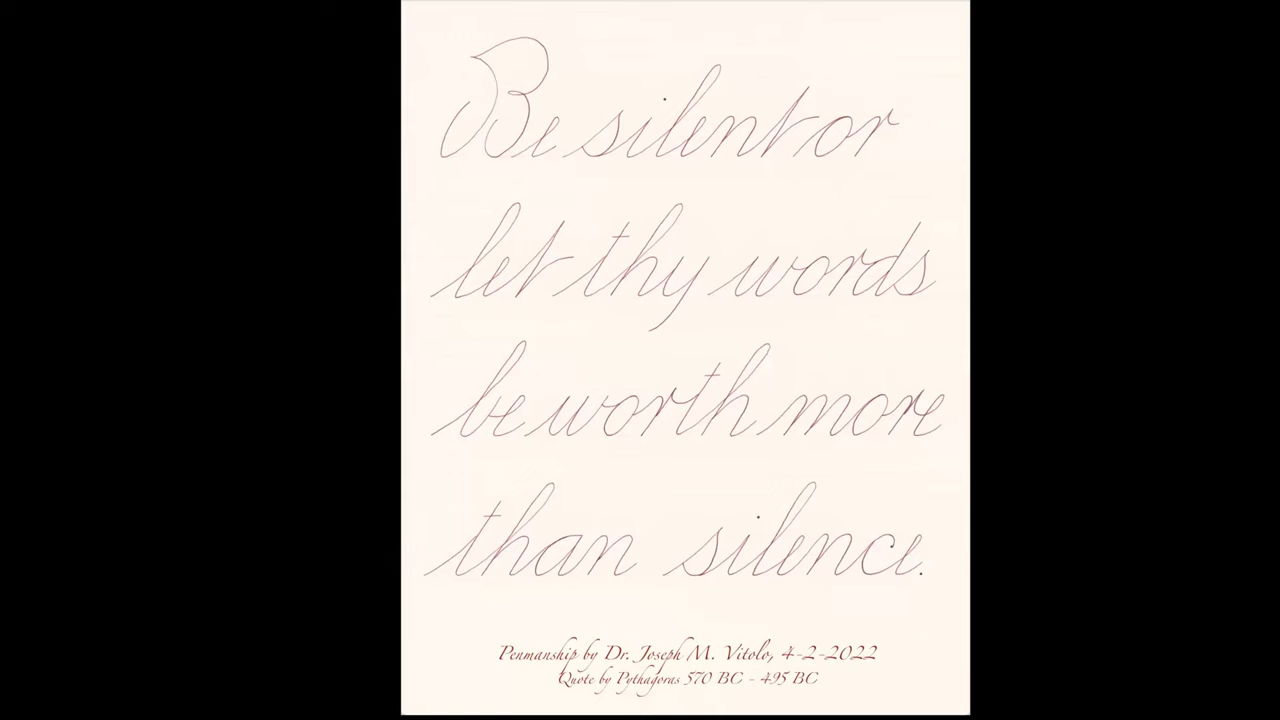 Be silent or
let thy words
be worth more
than silence.
Penmanship by Dr. Joseph M. Vitolo, 4-2-2022
Quote by Pythagoras 570 BC - 495 BC